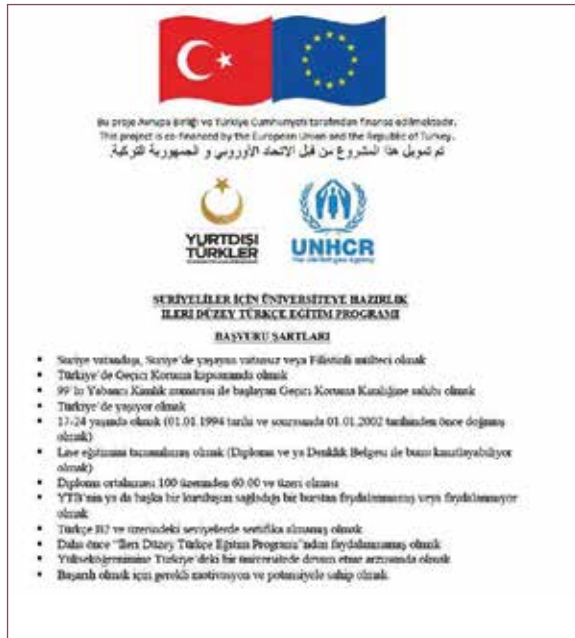 Bu proje Avrupa Birliği ve Türkiye Cumhuriyeti tarafından finanse edilmektedir.
This project is co-financed by the European Union and the Republic of Turkey.
تم تمويل هذا المشروع من قبل الاتحاد الأوروبي و الجمهورية التركية.
YURTDIŞI
TÜRKLER
UNHCR
The UN Refugee Agency
SURİYELİLER İÇİN ÜNİVERSİTEYE HAZIRLIK
İLERİ DÜZEY TÜRKÇE EĞİTİM PROGRAMI
BAŞVURU ŞARTLARI
Suriye vatandaşı, Suriye'de yaşayan vatansız veya Filistinli mülteci olmak
Türkiye'de Geçici Koruma kapsamında olmak
99'lu Yabancı Kimlik numarası ile başlayan Geçici Koruma Kimliğine sahibi olmak
Türkiye'de yaşıyor olmak
17-24 yaşında olmak (01.01.1994 tarihi ve sonrasında 01.01.2002 tarihinden önce doğmuş
olmak)
Lise eğitimini tamamlamış olmak (Diploma ve ya Denklik Belgesi ile bunu kanıtlayabiliyor
olmak)
Diploma ortalaması 100 üzerinden 60.00 ve üzeri olması
YTB'nin ya da başka bir kuruluşun sağladığı bir burstan faydalanmamış veya faydalanmıyor
olmak
Türkçe B2 ve üzerindeki seviyelerde sertifika almamış olmak
Daha önce "İleri Düzey Türkçe Eğitim Programı"ndan faydalanmamış olmak
Yükseköğrenimine Türkiye'deki bir üniversitede devam etme arzusunda olmak
Başarılı olmak için gerekli motivasyon ve potansiyele sahip olmak